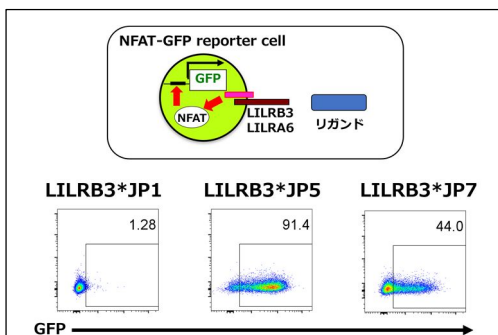 NFAT-GFP reporter cell
GFP
NFAT
LILRB3
LILRA6
リガンド
LILRB3*JP1
LILRB3*JP5
LILRB3*JP7
1.28
91.4
44.0
GFP